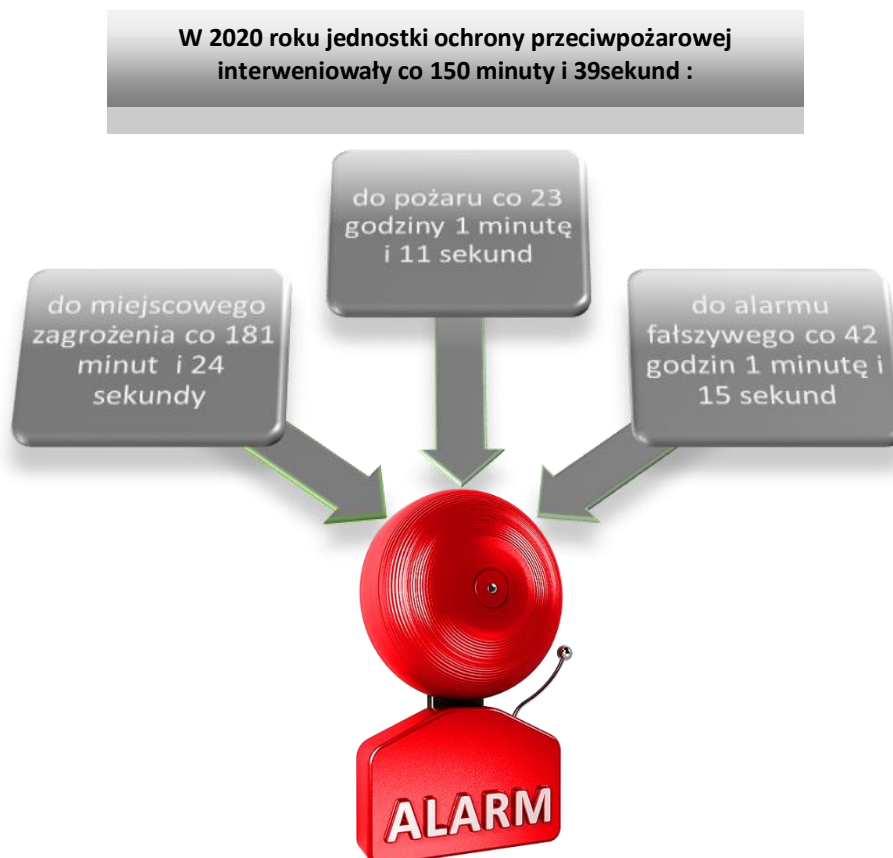 W 2020 roku jednostki ochrony przeciwpożarowej
interweniowały co 150 minuty i 39sekund :
do pożaru co 23
godziny 1 minutę
i 11 sekund
do miejscowego
zagrożenia co 181
minut i 24
sekundy
do alarmu
fałszywego co 42
godzin 1 minutę i
15 sekund
ALARM